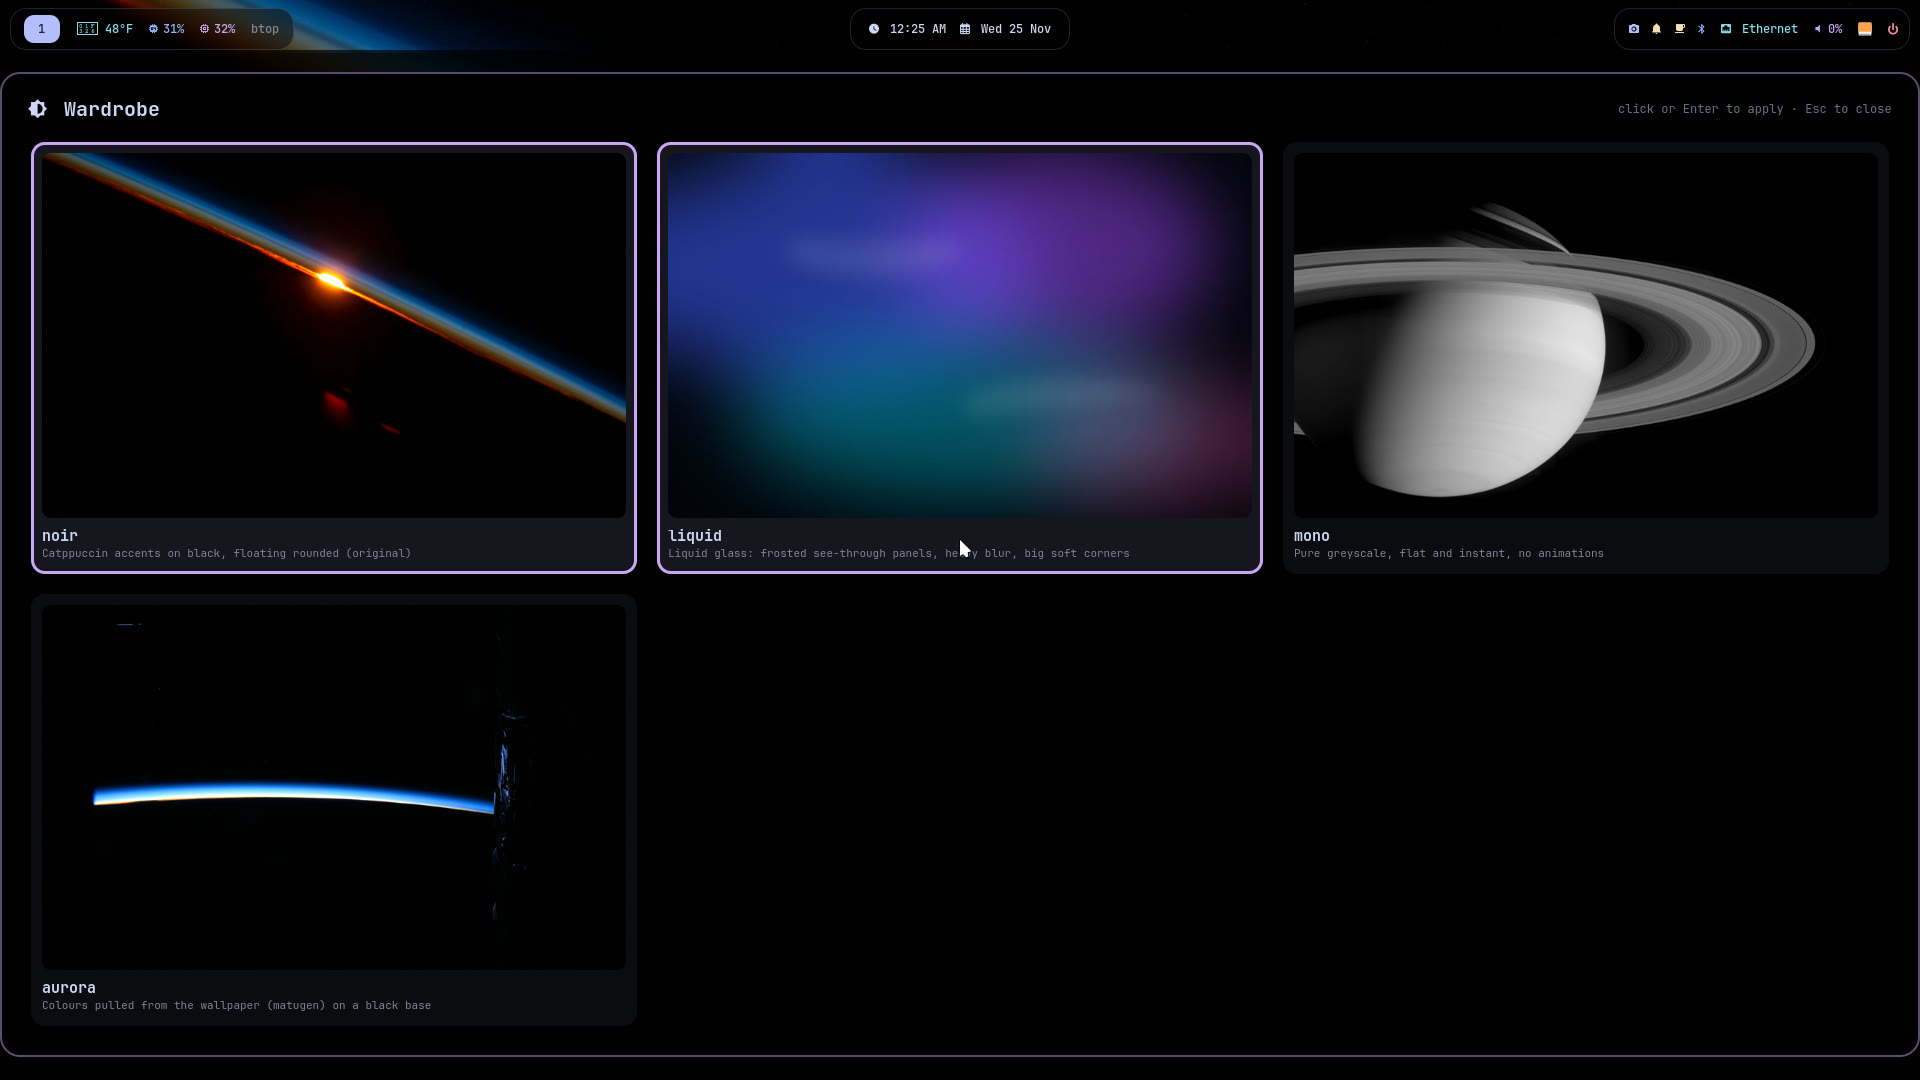 1 48°F 31% 32% btop
12:25 AM Wed 25 Nov
Ethernet 0%
Wardrobe
click or Enter to apply · Esc to close
noir
Catppuccin accents on black, floating rounded (original)
liquid
Liquid glass: frosted see-through panels, blur, big soft corners
mono
Pure greyscale, flat and instant, no animations
aurora
Colours pulled from the wallpaper (matugen) on a black base